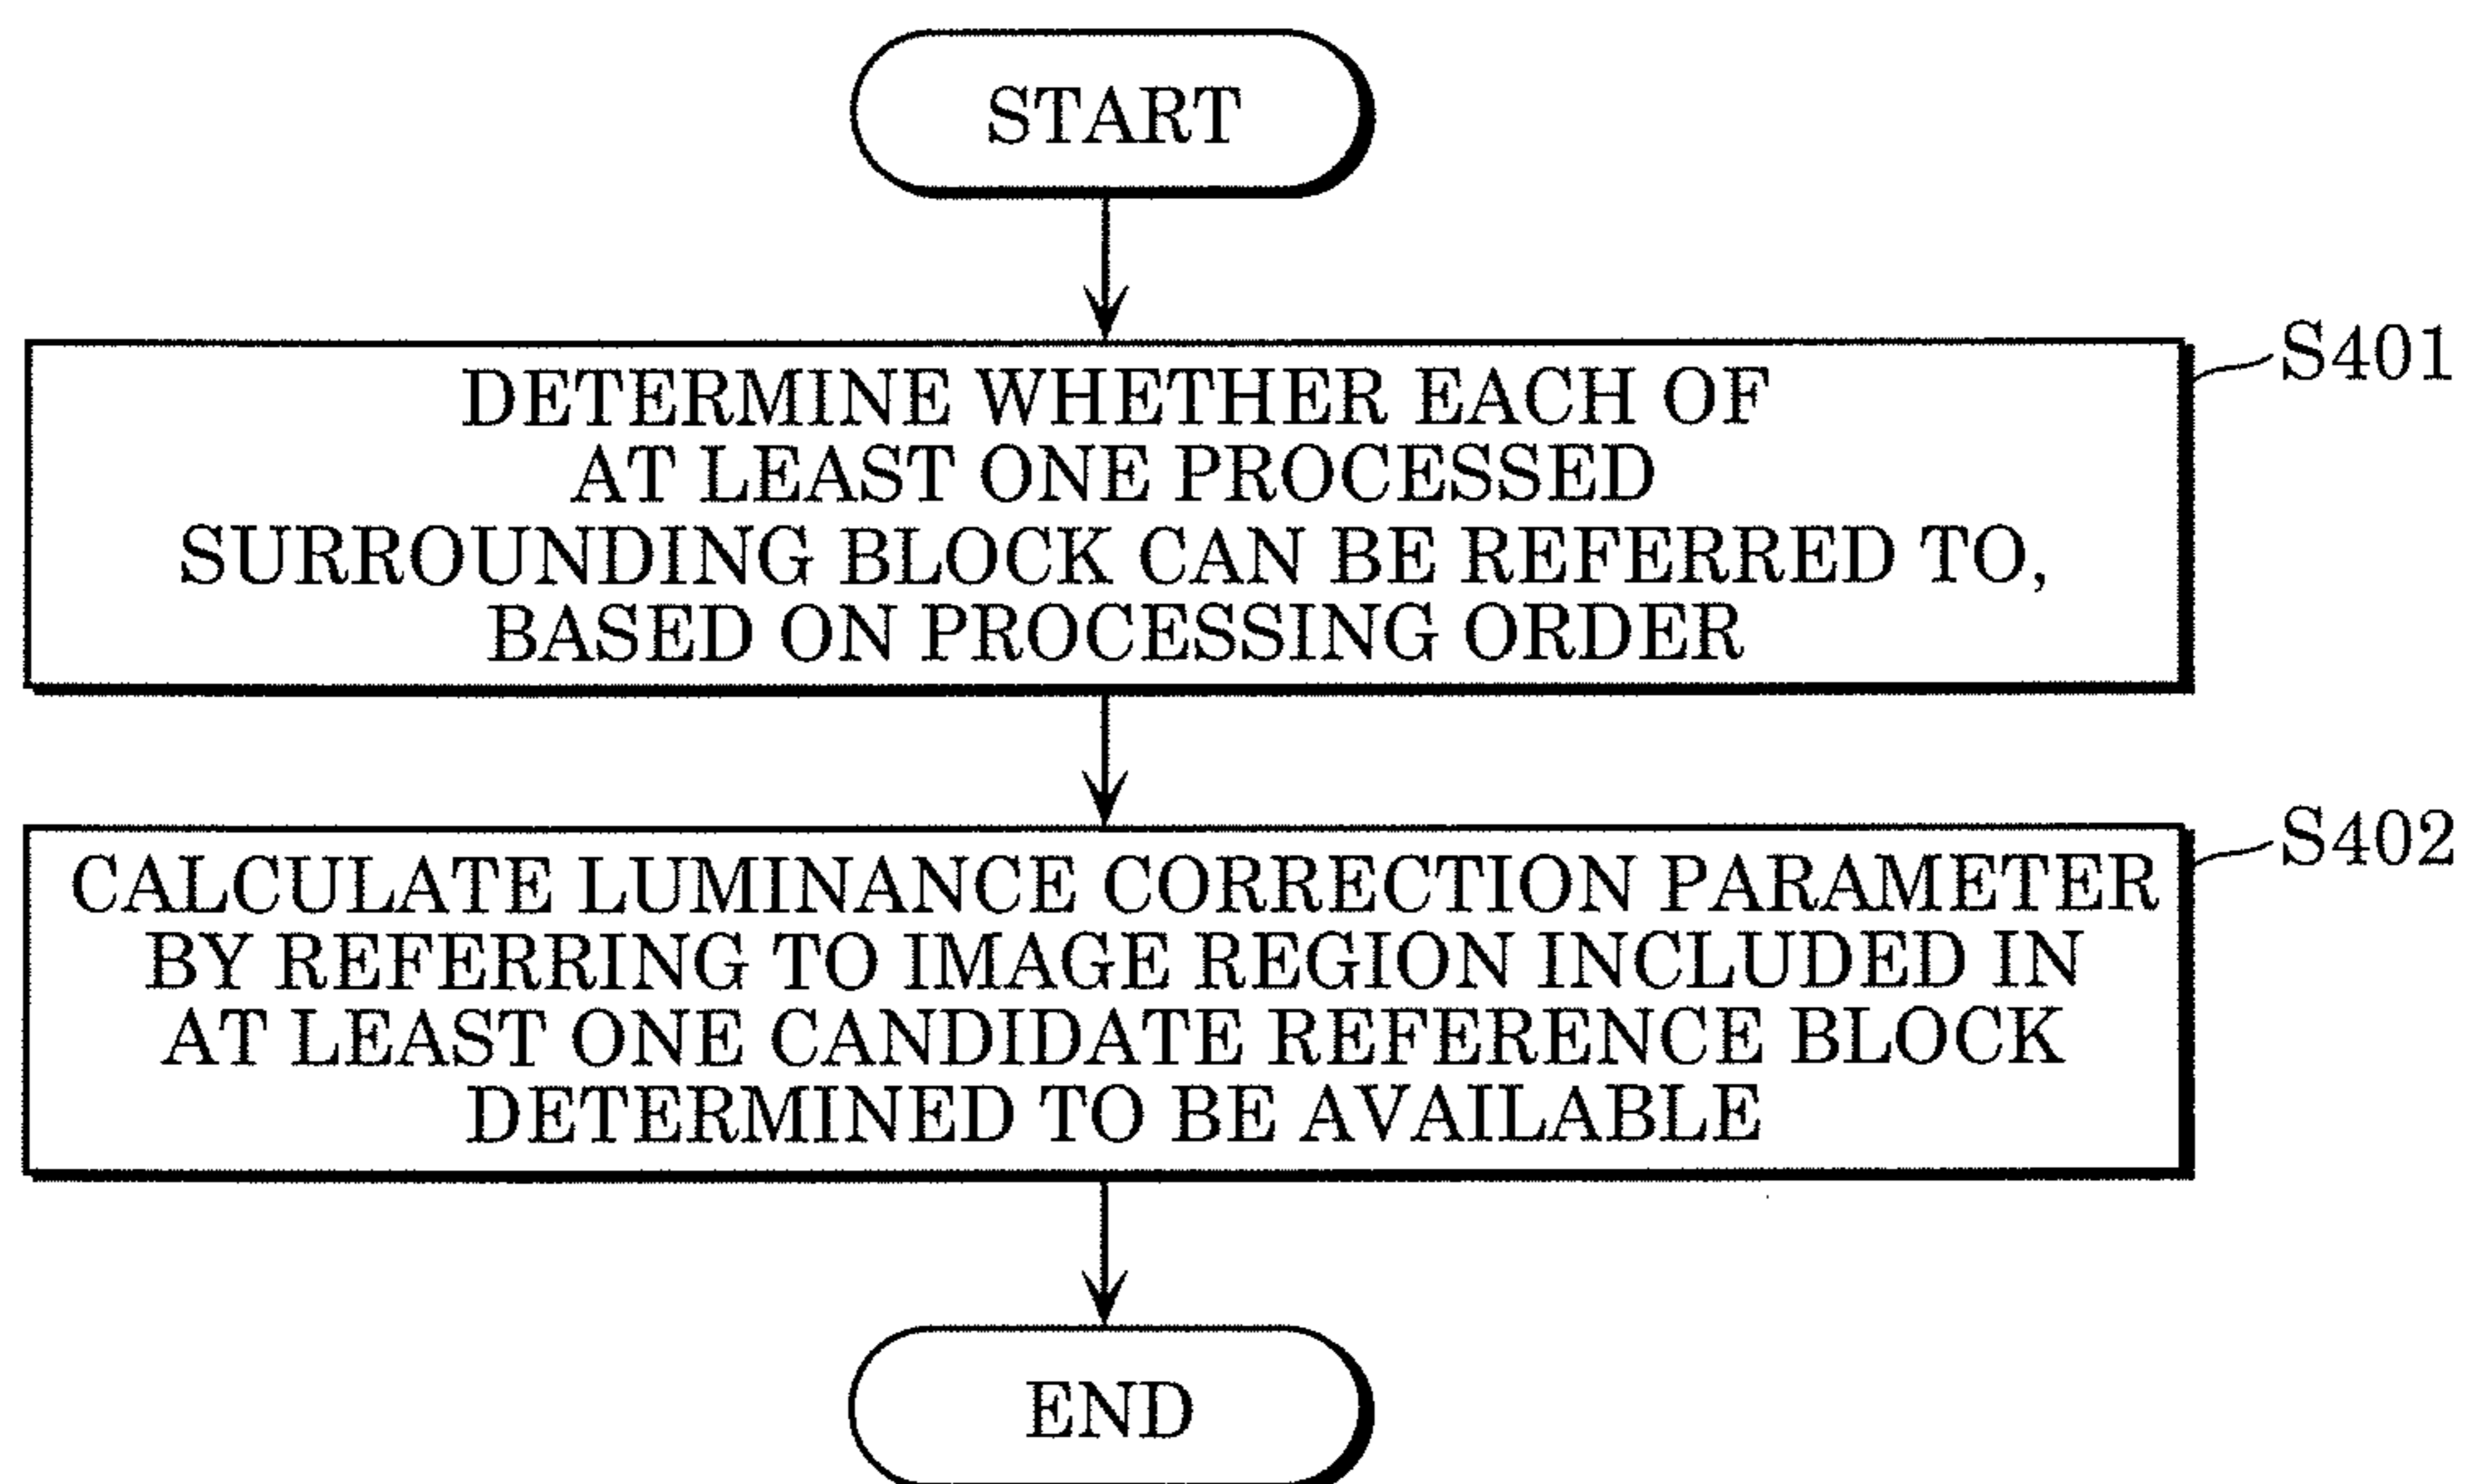 START
DETERMINE WHETHER EACH OF
AT LEAST ONE PROCESSED
SURROUNDING BLOCK CAN BE REFERRED TO,
BASED ON PROCESSING ORDER
S401
CALCULATE LUMINANCE CORRECTION PARAMETER
BY REFERRING TO IMAGE REGION INCLUDED IN
AT LEAST ONE CANDIDATE REFERENCE BLOCK
DETERMINED TO BE AVAILABLE
S402
END